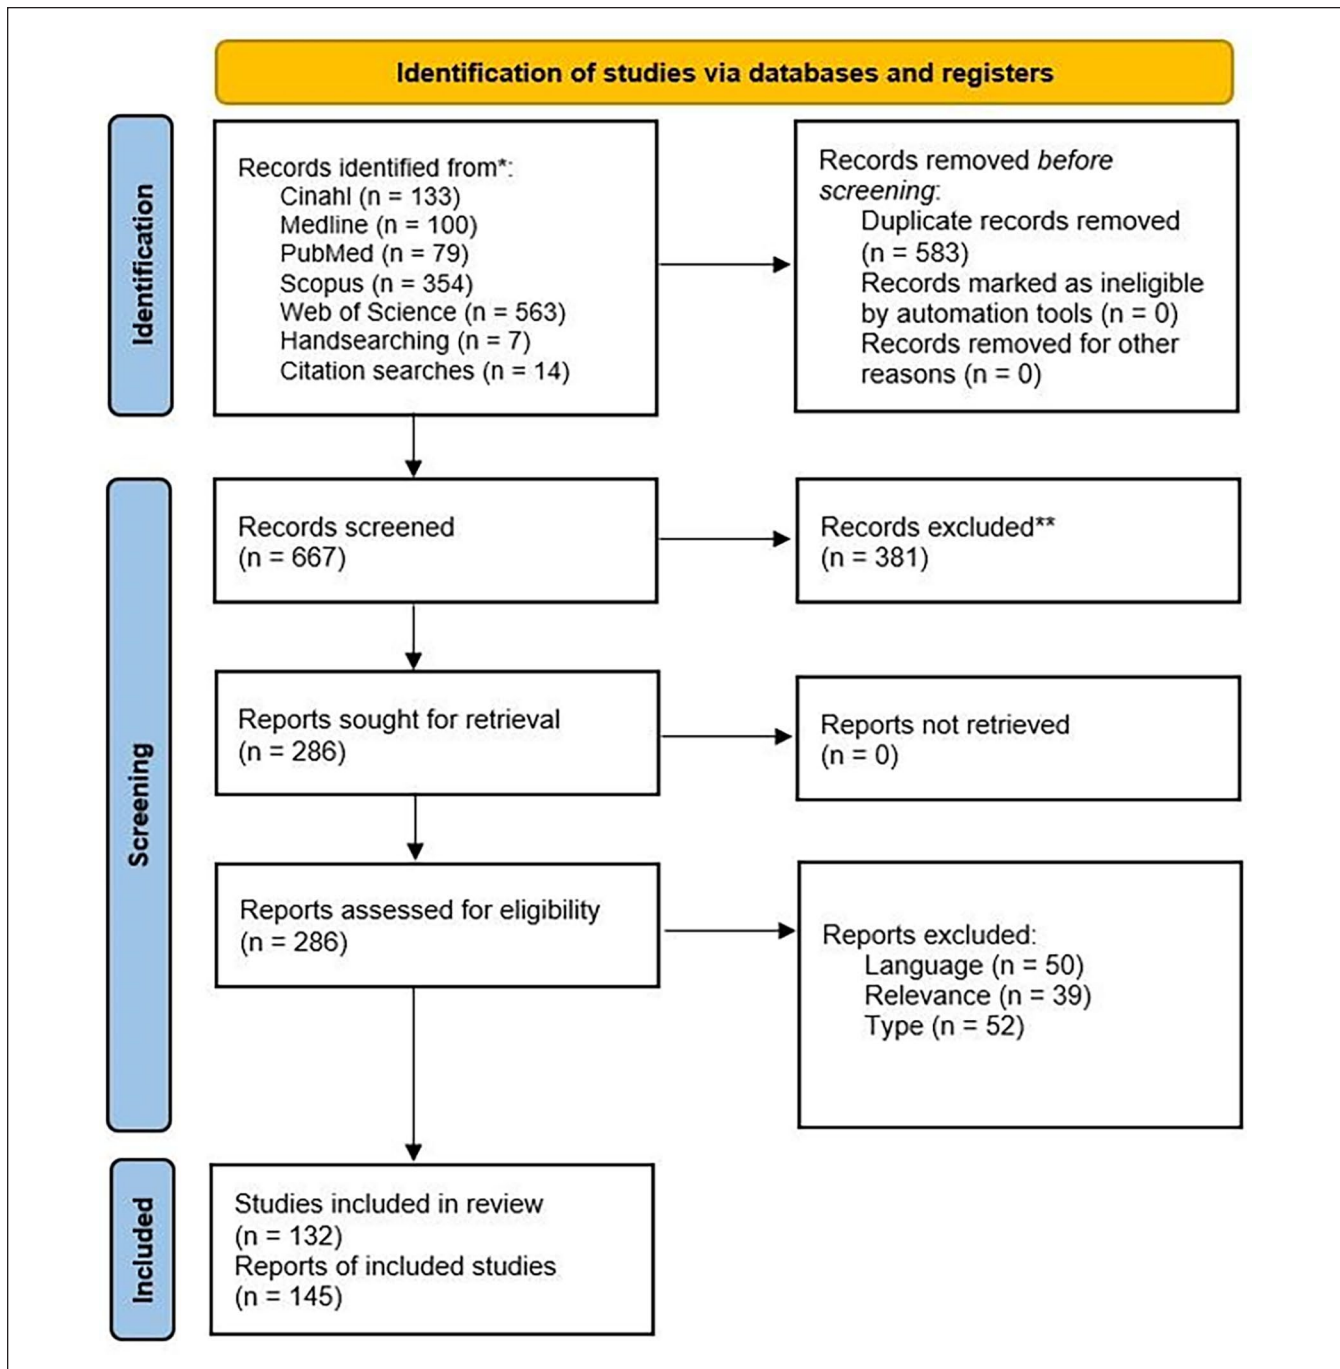 Identification of studies via databases and registers
Identification
Records identified from*:
Cinahl (n = 133)
Medline (n = 100)
PubMed (n = 79)
Scopus (n = 354)
Web of Science (n = 563)
Handsearching (n = 7)
Citation searches (n = 14)
Records removed before
screening:
Duplicate records removed
(n = 583)
Records marked as ineligible
by automation tools (n = 0)
Records removed for other
reasons (n = 0)
Screening
Records screened
(n = 667)
Records excluded**
(n = 381)
Reports sought for retrieval
(n = 286)
Reports not retrieved
(n = 0)
Reports assessed for eligibility
(n = 286)
Reports excluded:
Language (n = 50)
Relevance (n = 39)
Type (n = 52)
Included
Studies included in review
(n = 132)
Reports of included studies
(n = 145)